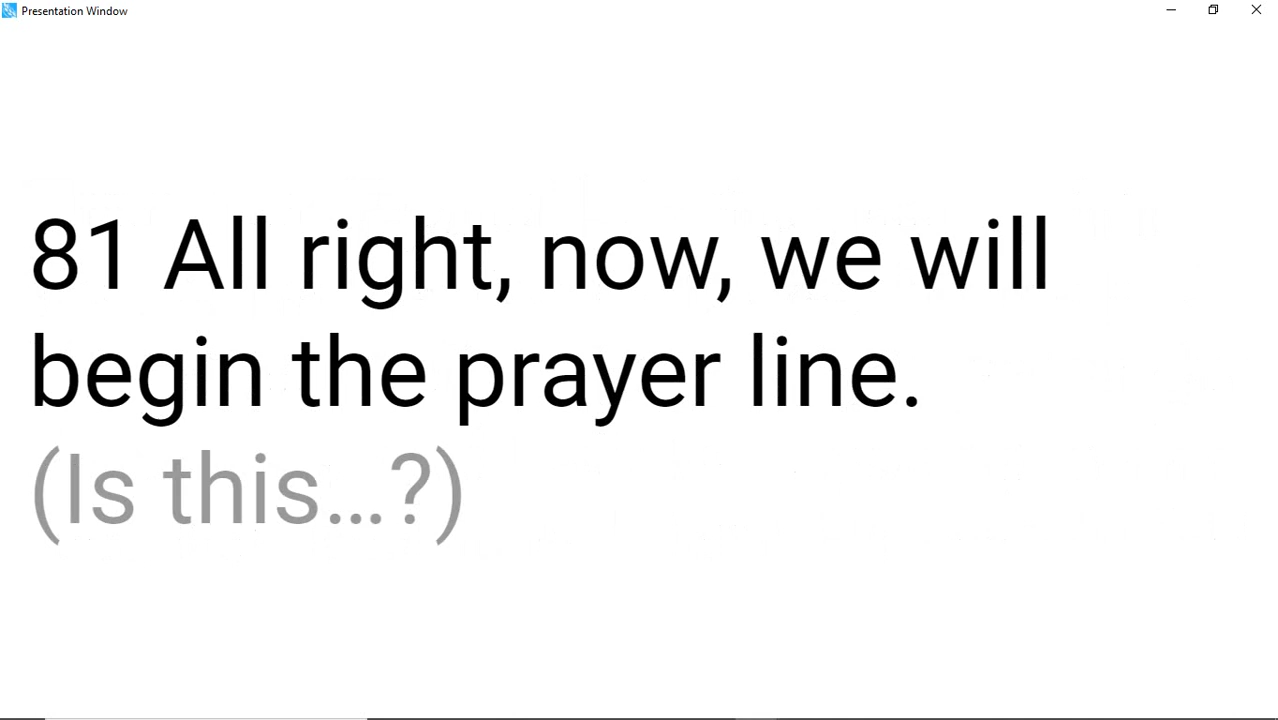 Presentation Window
81 All right, now, we will
begin the prayer line.
(Is this...?)